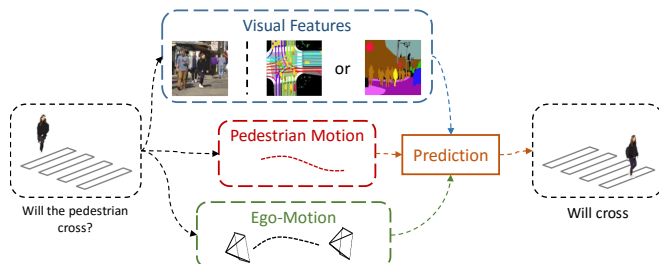 Visual Features
or
Pedestrian Motion
Prediction
Will the pedestrian
cross?
Will cross
Ego-Motion